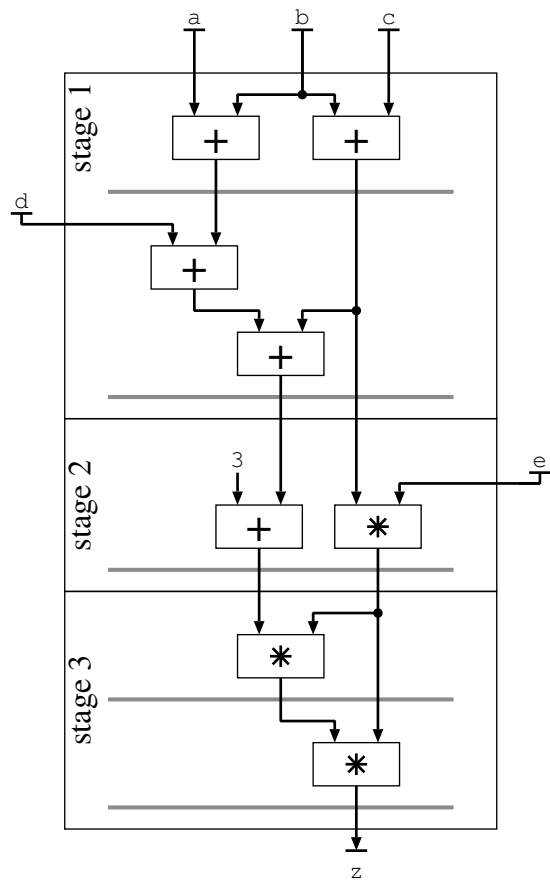 a b c
stage 1
+ +
d
+
+
stage 2
3 e
+ *
stage 3
*
*
z